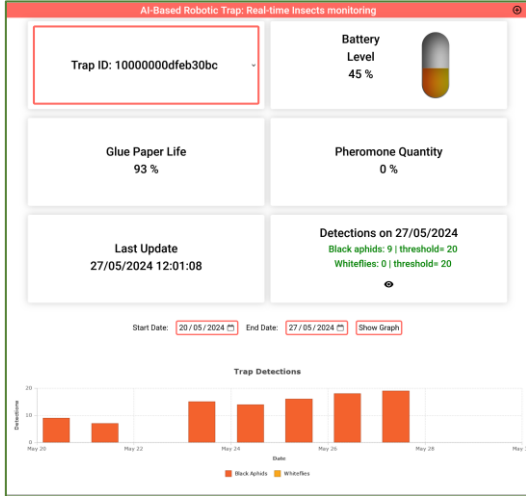 AI-Based Robotic Trap: Real-time Insects monitoring
Trap ID: 10000000dfeb30bc
Battery
Level
45 %
Glue Paper Life
93 %
Pheromone Quantity
0 %
Last Update
27/05/2024 12:01:08
Detections on 27/05/2024
Black aphids: 9 | threshold= 20
Whiteflies: 0 | threshold= 20
Start Date: 20/05/2024 End Date: 27/05/2024 Show Graph
Trap Detections
20
10
0
Detections
May 20 May 22 May 24 May 26 May 28
Date
Black Aphids Whiteflies